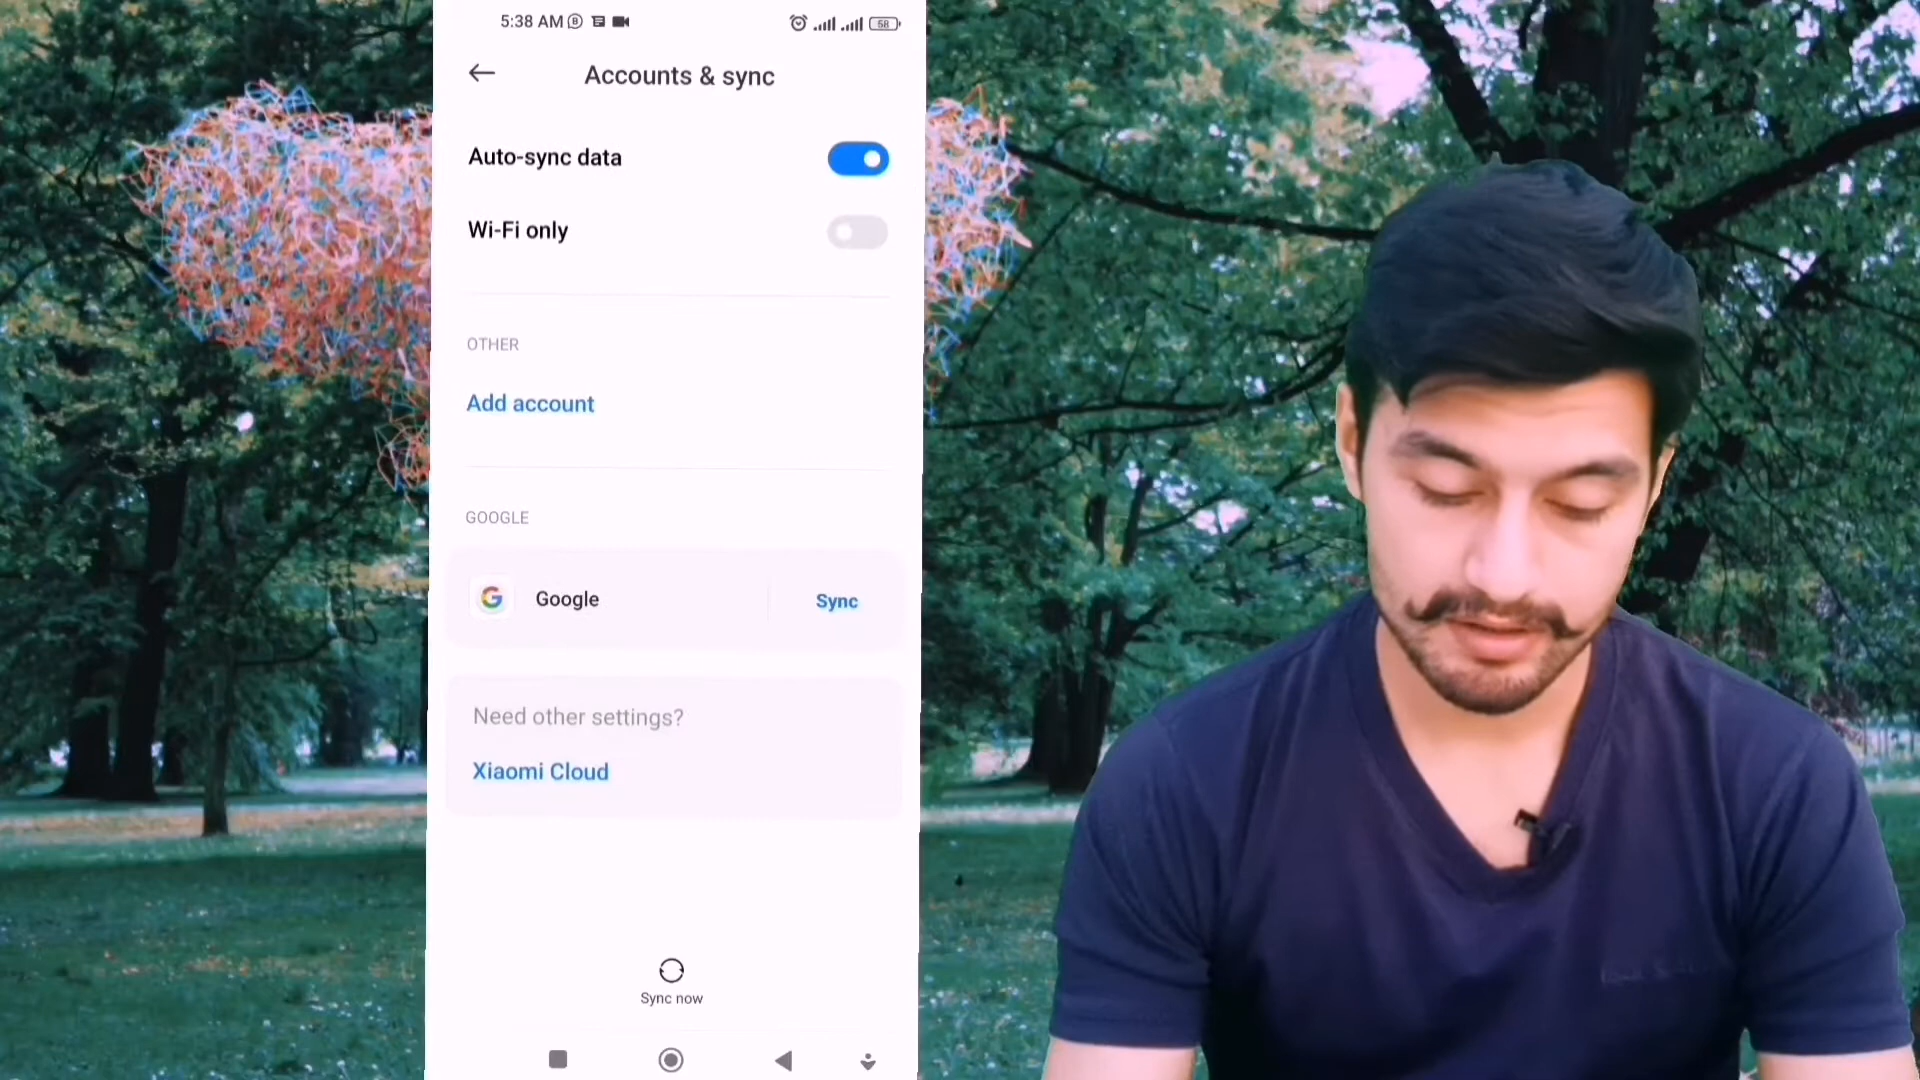 5:38 AM
58
Accounts & sync
Auto-sync data
Wi-Fi only
OTHER
Add account
GOOGLE
Google
Sync
Need other settings?
Xiaomi Cloud
Sync now